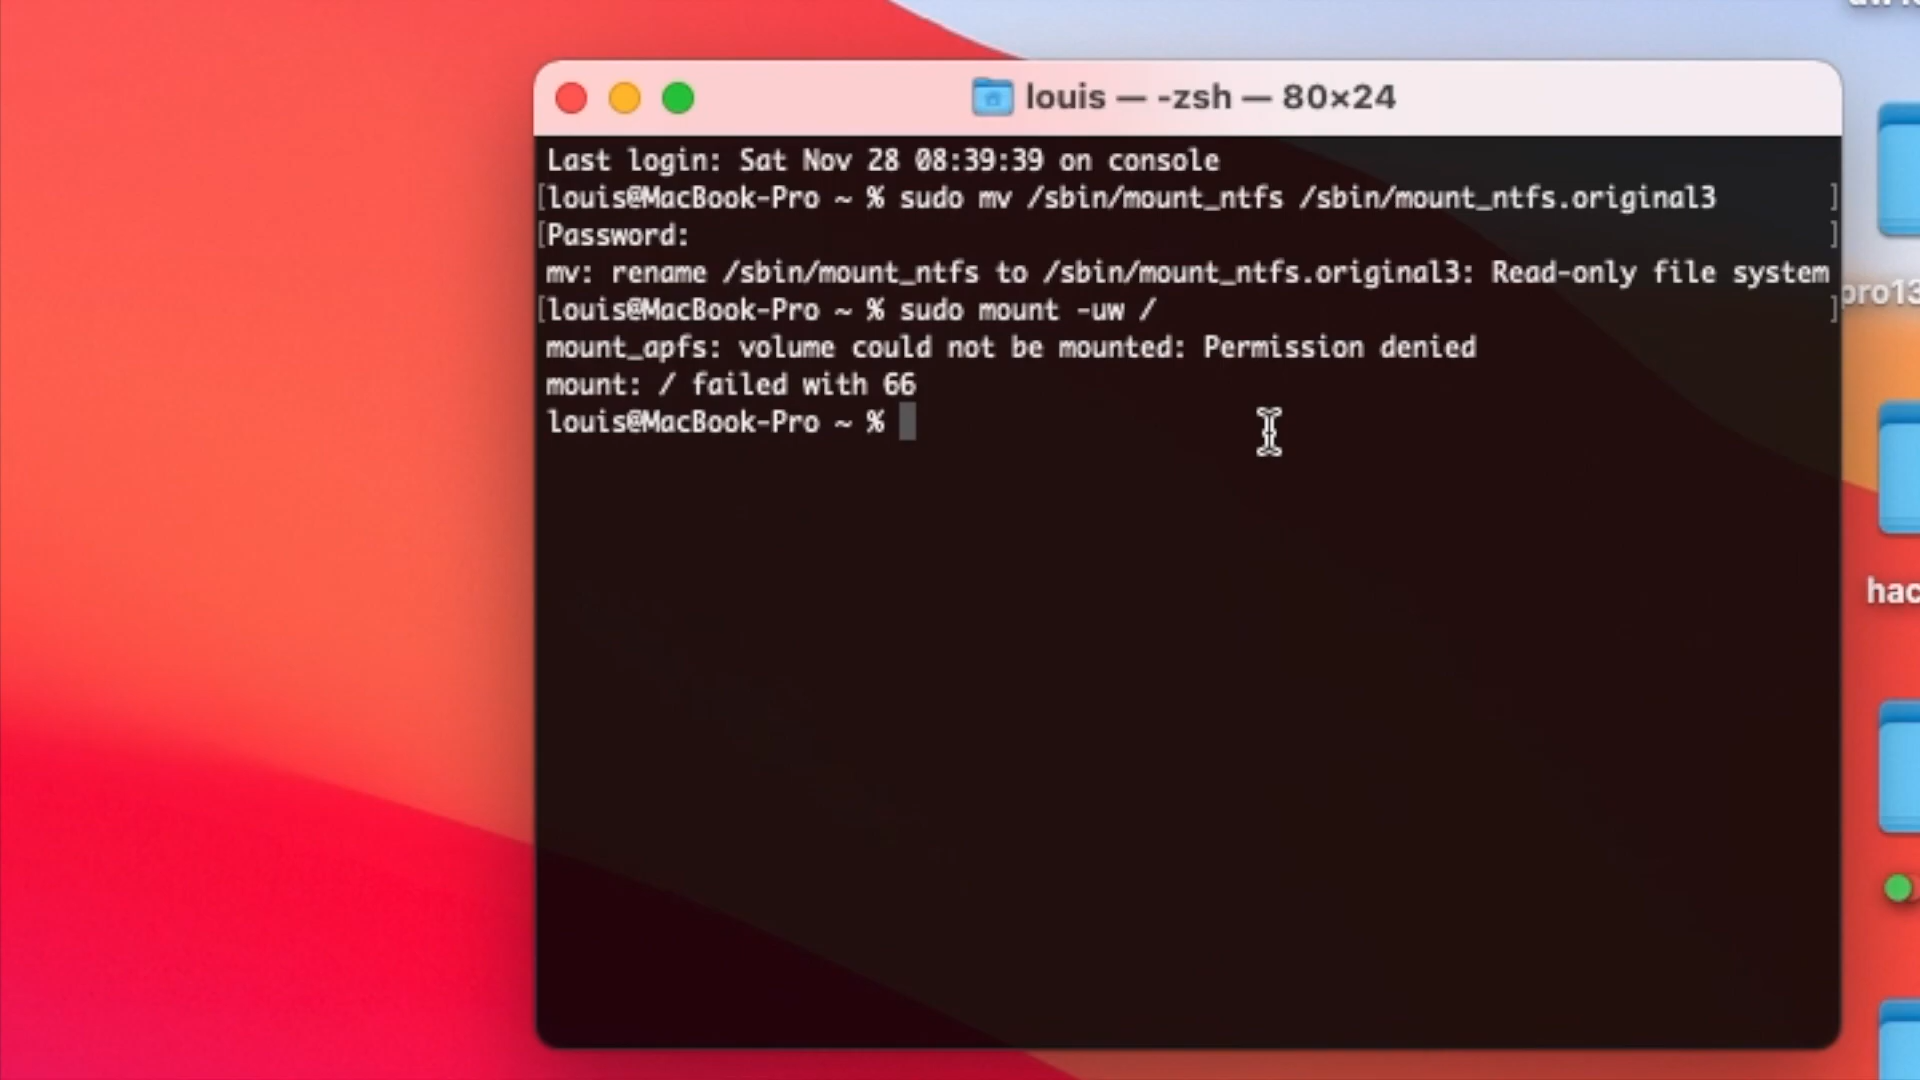 louis — -zsh — 80×24
Last login: Sat Nov 28 08:39:39 on console
[louis@MacBook-Pro ~ % sudo mv /sbin/mount_ntfs /sbin/mount_ntfs.original3 ]
[Password: ]
mv: rename /sbin/mount_ntfs to /sbin/mount_ntfs.original3: Read-only file system
[louis@MacBook-Pro ~ % sudo mount -uw / ]
mount_apfs: volume could not be mounted: Permission denied
mount: / failed with 66
louis@MacBook-Pro ~ %
pro13
hac